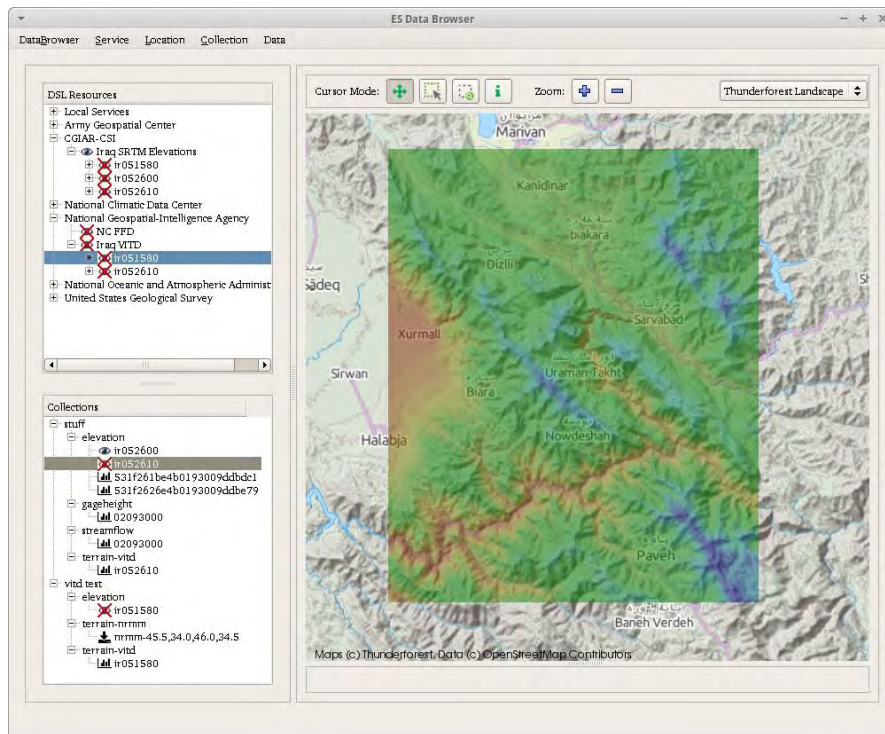 ES Data Browser
DataBrowser Service Location Collection Data
DSL Resources
Local Services
Army Geospatial Center
CGIAR-CSI
Iraq SRTM Elevations
ir051580
ir052600
ir052610
National Climatic Data Center
National Geospatial-Intelligence Agency
NC FFD
Iraq VITD
ir051580
ir052610
National Oceanic and Atmospheric Administ
United States Geological Survey
Collections
stuff
elevation
ir052600
ir052610
531f261be4b0193009ddbdc1
531f2626e4b0193009ddbe79
gageheight
02093000
streamflow
02093000
terrain-vitd
ir052610
vitd test
elevation
ir051580
terrain-nrmm
nrmm-45.5,34.0,46.0,34.5
terrain-vitd
ir051580
Cursor Mode: Zoom: Thunderforest Landscape
Marivan
Kanidinar
biakara
Dizlli
Sarvabad
Xurmall
Sirwan
Uraman Takht
Biara
Halabja
Nowdeshah
Paveh
Baneh Verdeh
Maps (c) Thunderforest, Data (c) OpenStreetMap Contributors